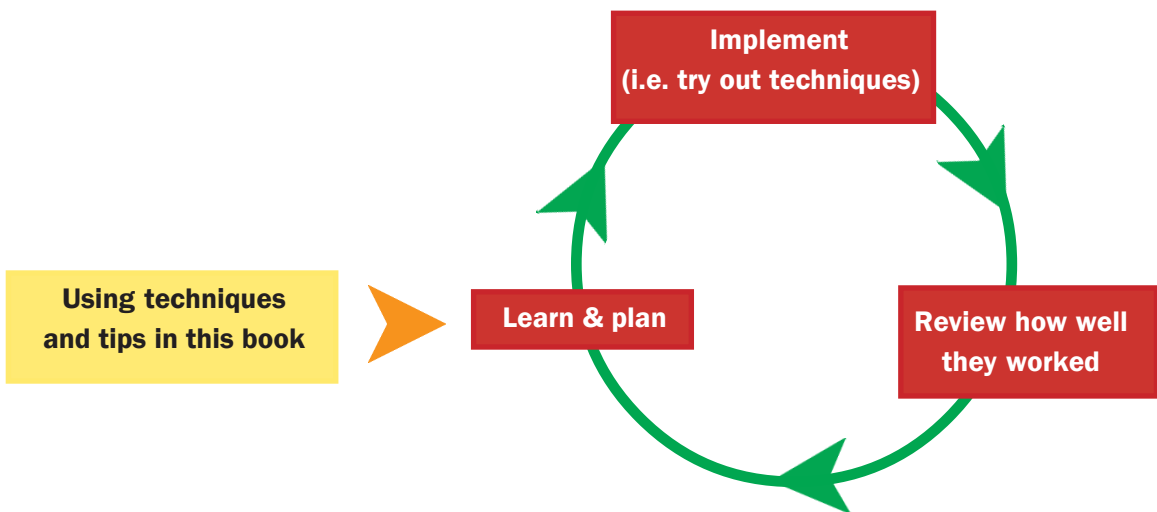 Implement
(i.e. try out techniques)
Using techniques
and tips in this book
Learn & plan
Review how well
they worked